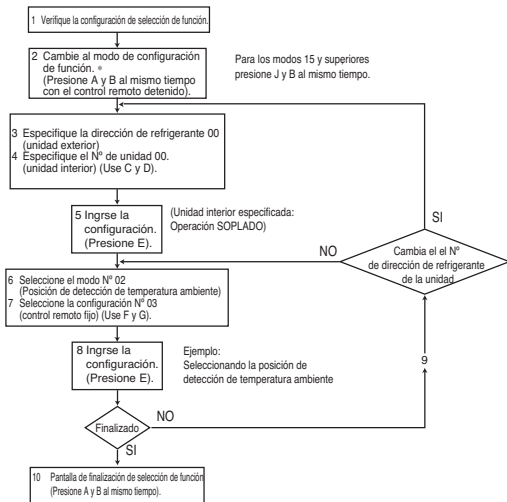 1 Verifique la configuración de selección de función.
2 Cambie al modo de configuración
de función. *
(Presione A y B al mismo tiempo
con el control remoto detenido).
Para los modos 15 y superiores
presione J y B al mismo tiempo.
3 Especifique la dirección de refrigerante 00
(unidad exterior)
4 Especifique el Nº de unidad 00.
(unidad interior) (Use C y D).
5 Ingrse la
configuración.
(Presione E).
(Unidad interior especificada:
Operación SOPLADO)
SI
NO
Cambia el el Nº
de dirección de refrigerante
de la unidad
6 Seleccione el modo Nº 02
(Posición de detección de temperatura ambiente)
7 Seleccione la configuración Nº 03
(control remoto fijo) (Use F y G).
8 Ingrse la
configuración.
(Presione E).
Ejemplo:
Seleccionando la posición de
detección de temperatura ambiente
9
NO
Finalizado
SI
10 Pantalla de finalización de selección de función
(Presione A y B al mismo tiempo).